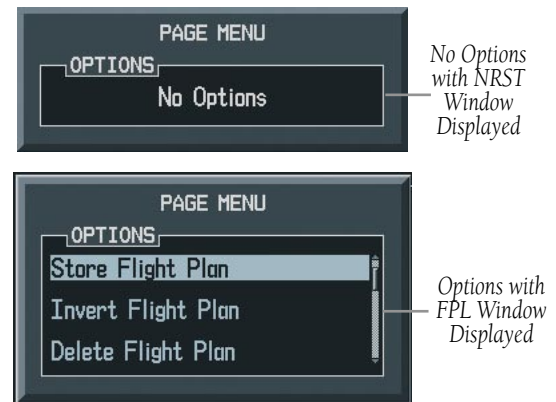 PAGE MENU
OPTIONS
No Options
No Options
with NRST
Window
Displayed
PAGE MENU
OPTIONS
Store Flight Plan
Invert Flight Plan
Delete Flight Plan
Options with
FPL Window
Displayed